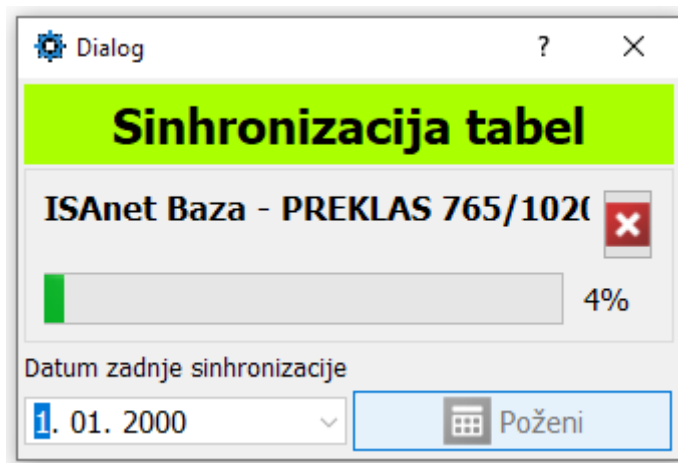 Dialog ?
Sinhronizacija tabel
ISAnet Baza - PREKLAS 765/102
4%
Datum zadnje sinhronizacije
1. 01. 2000
Poženi